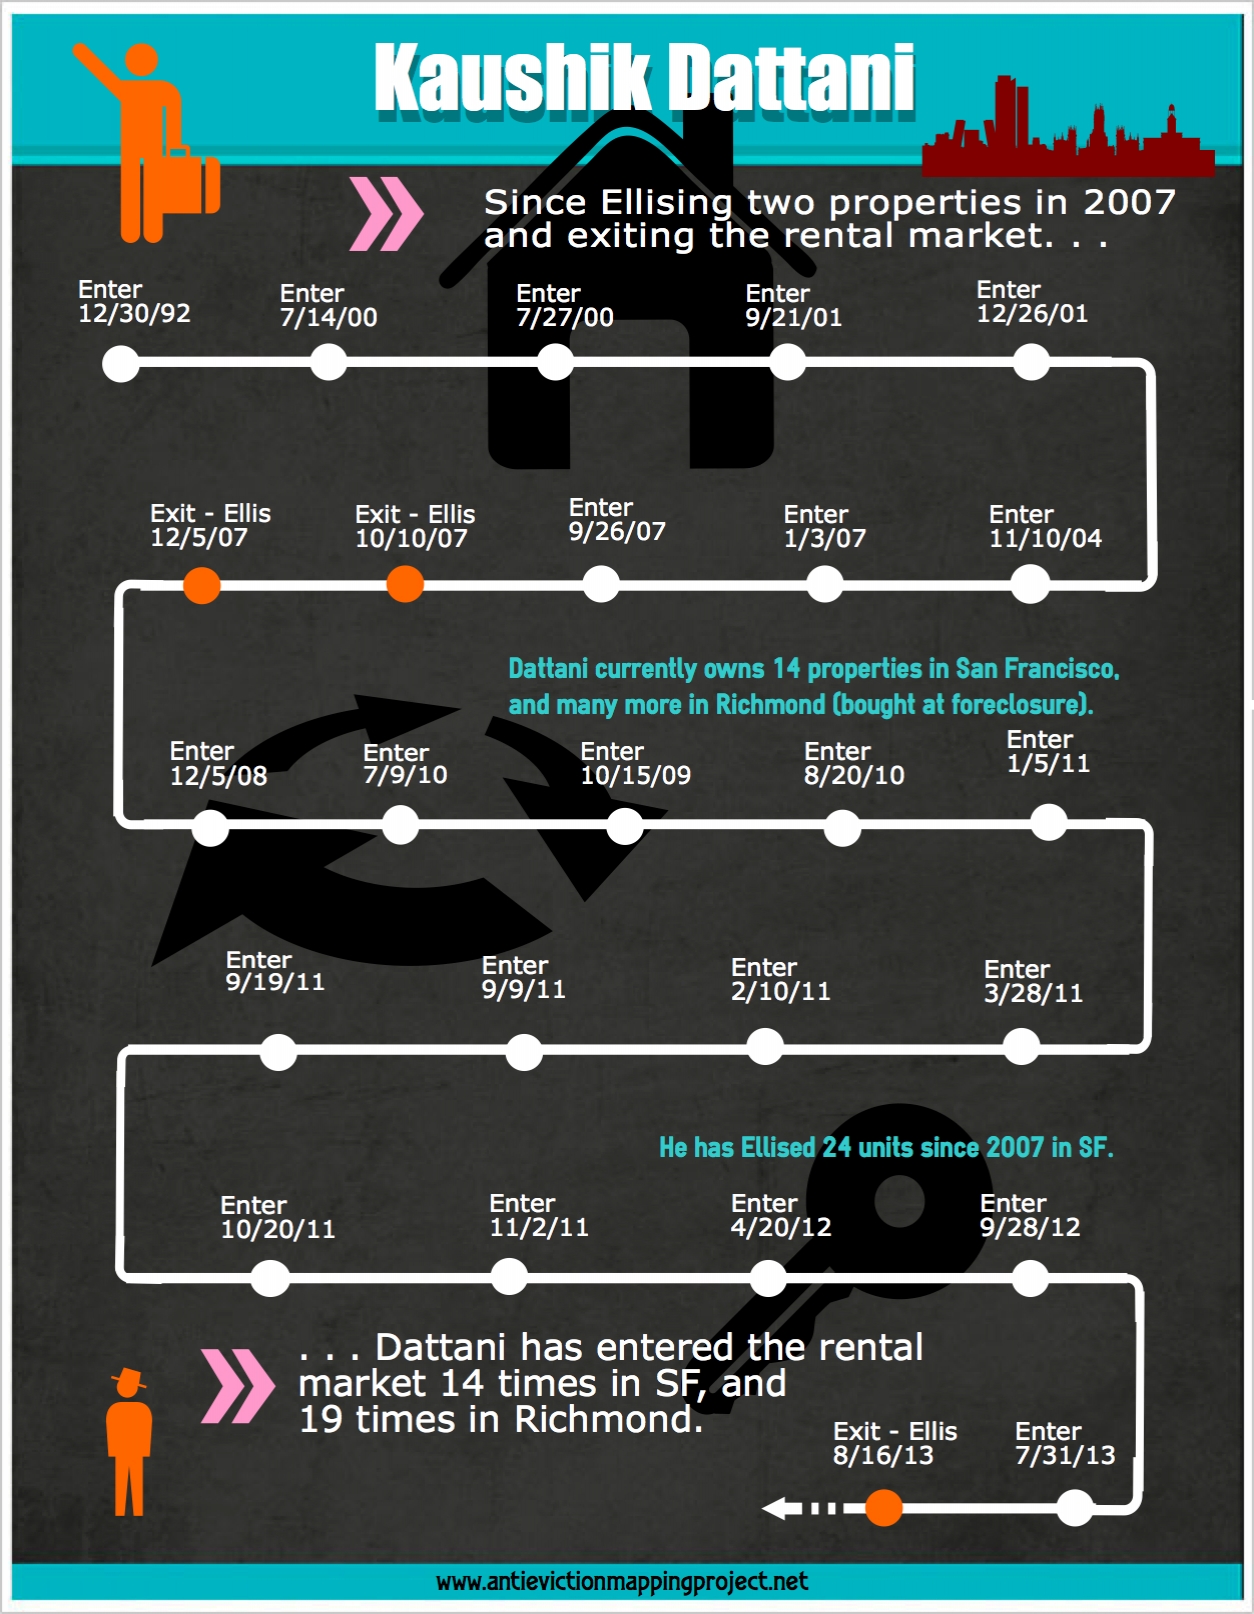 Kaushik Dattani
Since Ellising two properties in 2007
and exiting the rental market. . .
Enter
12/30/92
Enter
7/14/00
Enter
7/27/00
Enter
9/21/01
Enter
12/26/01
Exit - Ellis
12/5/07
Exit - Ellis
10/10/07
Enter
9/26/07
Enter
1/3/07
Enter
11/10/04
Dattani currently owns 14 properties in San Francisco,
and many more in Richmond (bought at foreclosure).
Enter
12/5/08
Enter
7/9/10
Enter
10/15/09
Enter
8/20/10
Enter
1/5/11
Enter
9/19/11
Enter
9/9/11
Enter
2/10/11
Enter
3/28/11
He has Ellised 24 units since 2007 in SF.
Enter
10/20/11
Enter
11/2/11
Enter
4/20/12
Enter
9/28/12
. . . Dattani has entered the rental
market 14 times in SF, and
19 times in Richmond.
Exit - Ellis
8/16/13
Enter
7/31/13
www.antievictionmappingproject.net